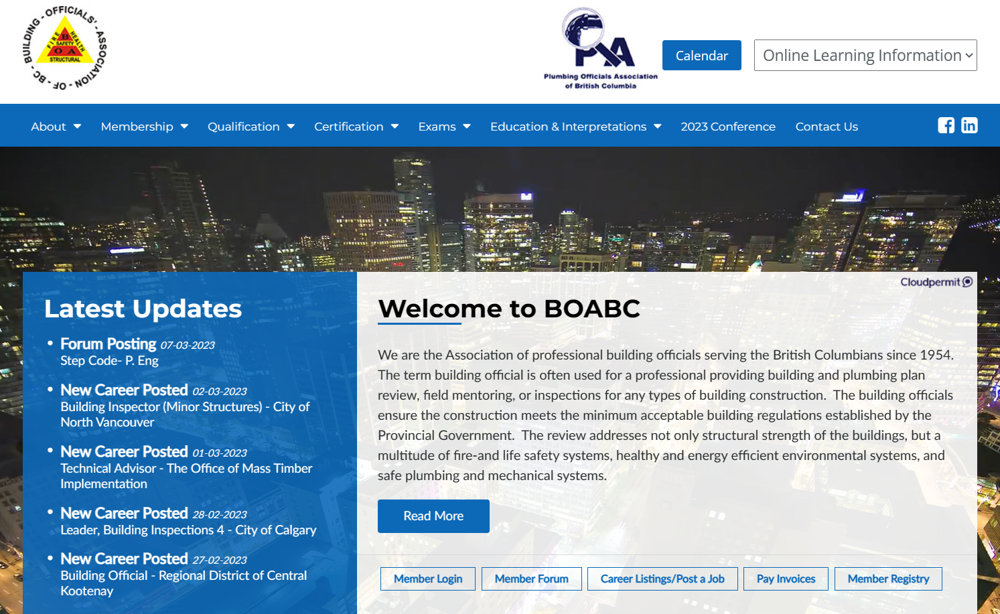 BUILDING - OFFICIALS' - ASSOCIATION - OF - BC -
FIRE HEALTH
B
SAFETY
O A
STRUCTURAL
Plumbing Officials Association
of British Columbia
Calendar
Online Learning Information
About
Membership
Qualification
Certification
Exams
Education & Interpretations
2023 Conference
Contact Us
Latest Updates
Forum Posting 07-03-2023
Step Code- P. Eng
New Career Posted 02-03-2023
Building Inspector (Minor Structures) - City of
North Vancouver
New Career Posted 01-03-2023
Technical Advisor - The Office of Mass Timber
Implementation
New Career Posted 28-02-2023
Leader, Building Inspections 4 - City of Calgary
New Career Posted 27-02-2023
Building Official - Regional District of Central
Kootenay
Cloudpermit
Welcome to BOABC
We are the Association of professional building officials serving the British Columbians since 1954.
The term building official is often used for a professional providing building and plumbing plan
review, field mentoring, or inspections for any types of building construction.  The building officials
ensure the construction meets the minimum acceptable building regulations established by the
Provincial Government.  The review addresses not only structural strength of the buildings, but a
multitude of fire-and life safety systems, healthy and energy efficient environmental systems, and
safe plumbing and mechanical systems.
Read More
Member Login
Member Forum
Career Listings/Post a Job
Pay Invoices
Member Registry